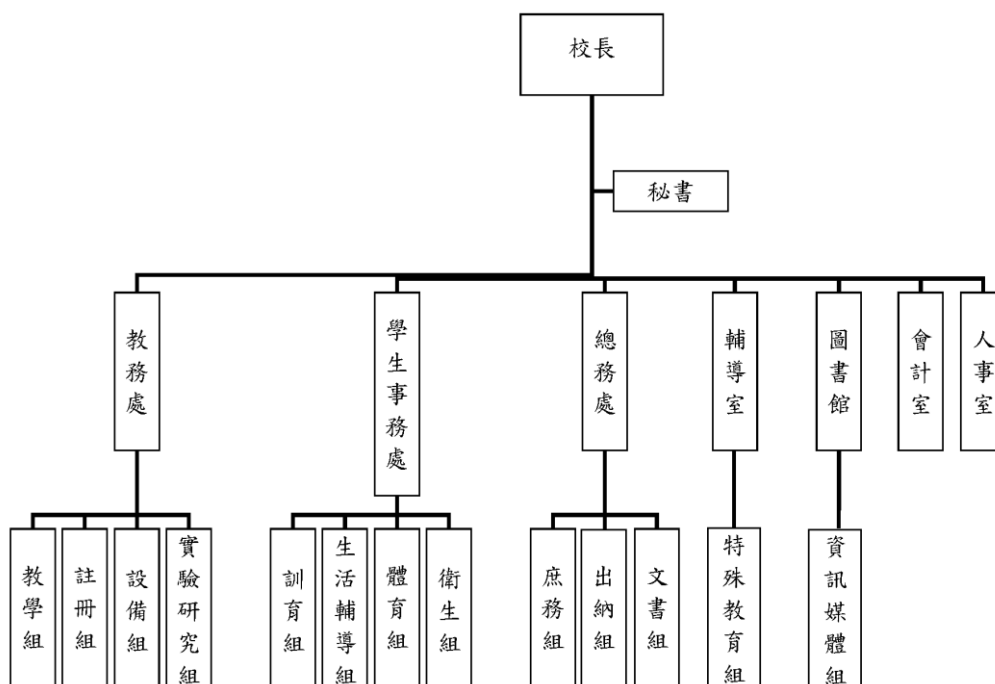 校長
秘書
教務處
學生事務處
總務處
輔導室
圖書館
會計室
人事室
教學組
註冊組
設備組
實驗研究組
訓育組
生活輔導組
體育組
衛生組
庶務組
出納組
文書組
特殊教育組
資訊媒體組